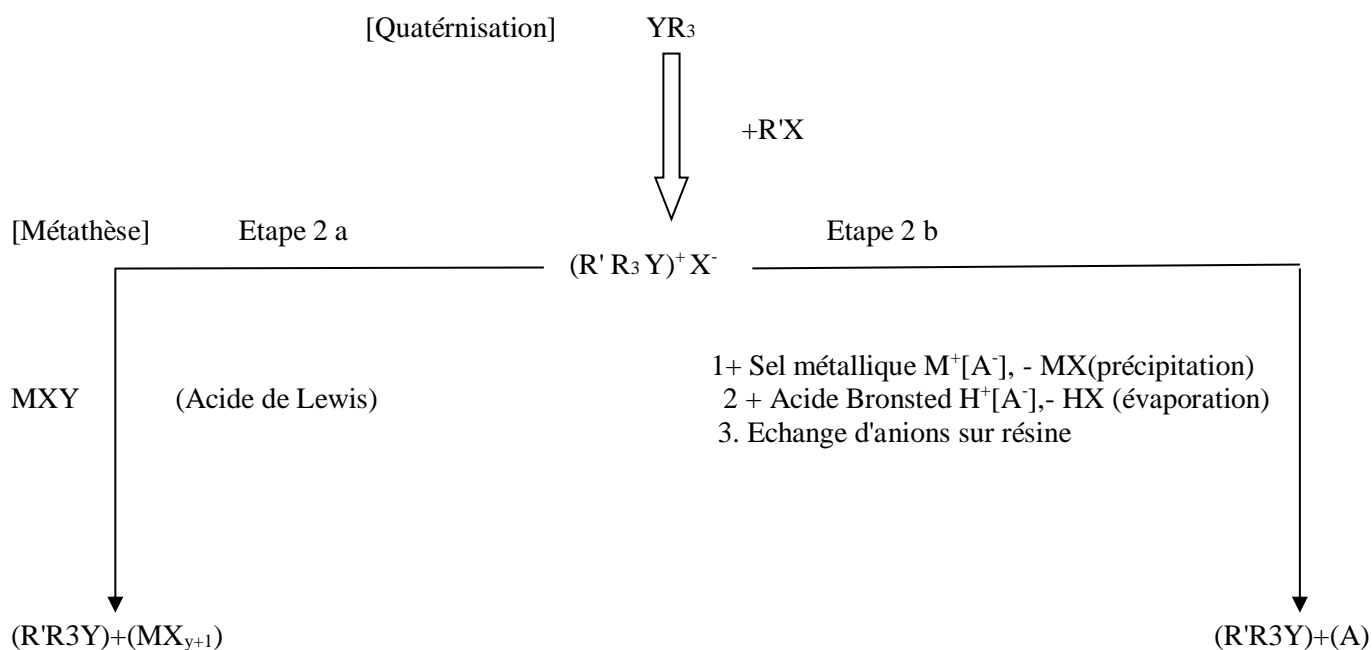 [Quatérnisation] YR₃
+R'X
[Métathèse] Etape 2 a Etape 2 b
(R' R₃ Y)⁺ X⁻
1+ Sel métallique M⁺[A⁻], - MX(précipitation)
MXY (Acide de Lewis) 2 + Acide Bronsted H⁺[A⁻],- HX (évaporation)
3. Echange d'anions sur résine
(R'R3Y)+(MXy+1) (R'R3Y)+(A)